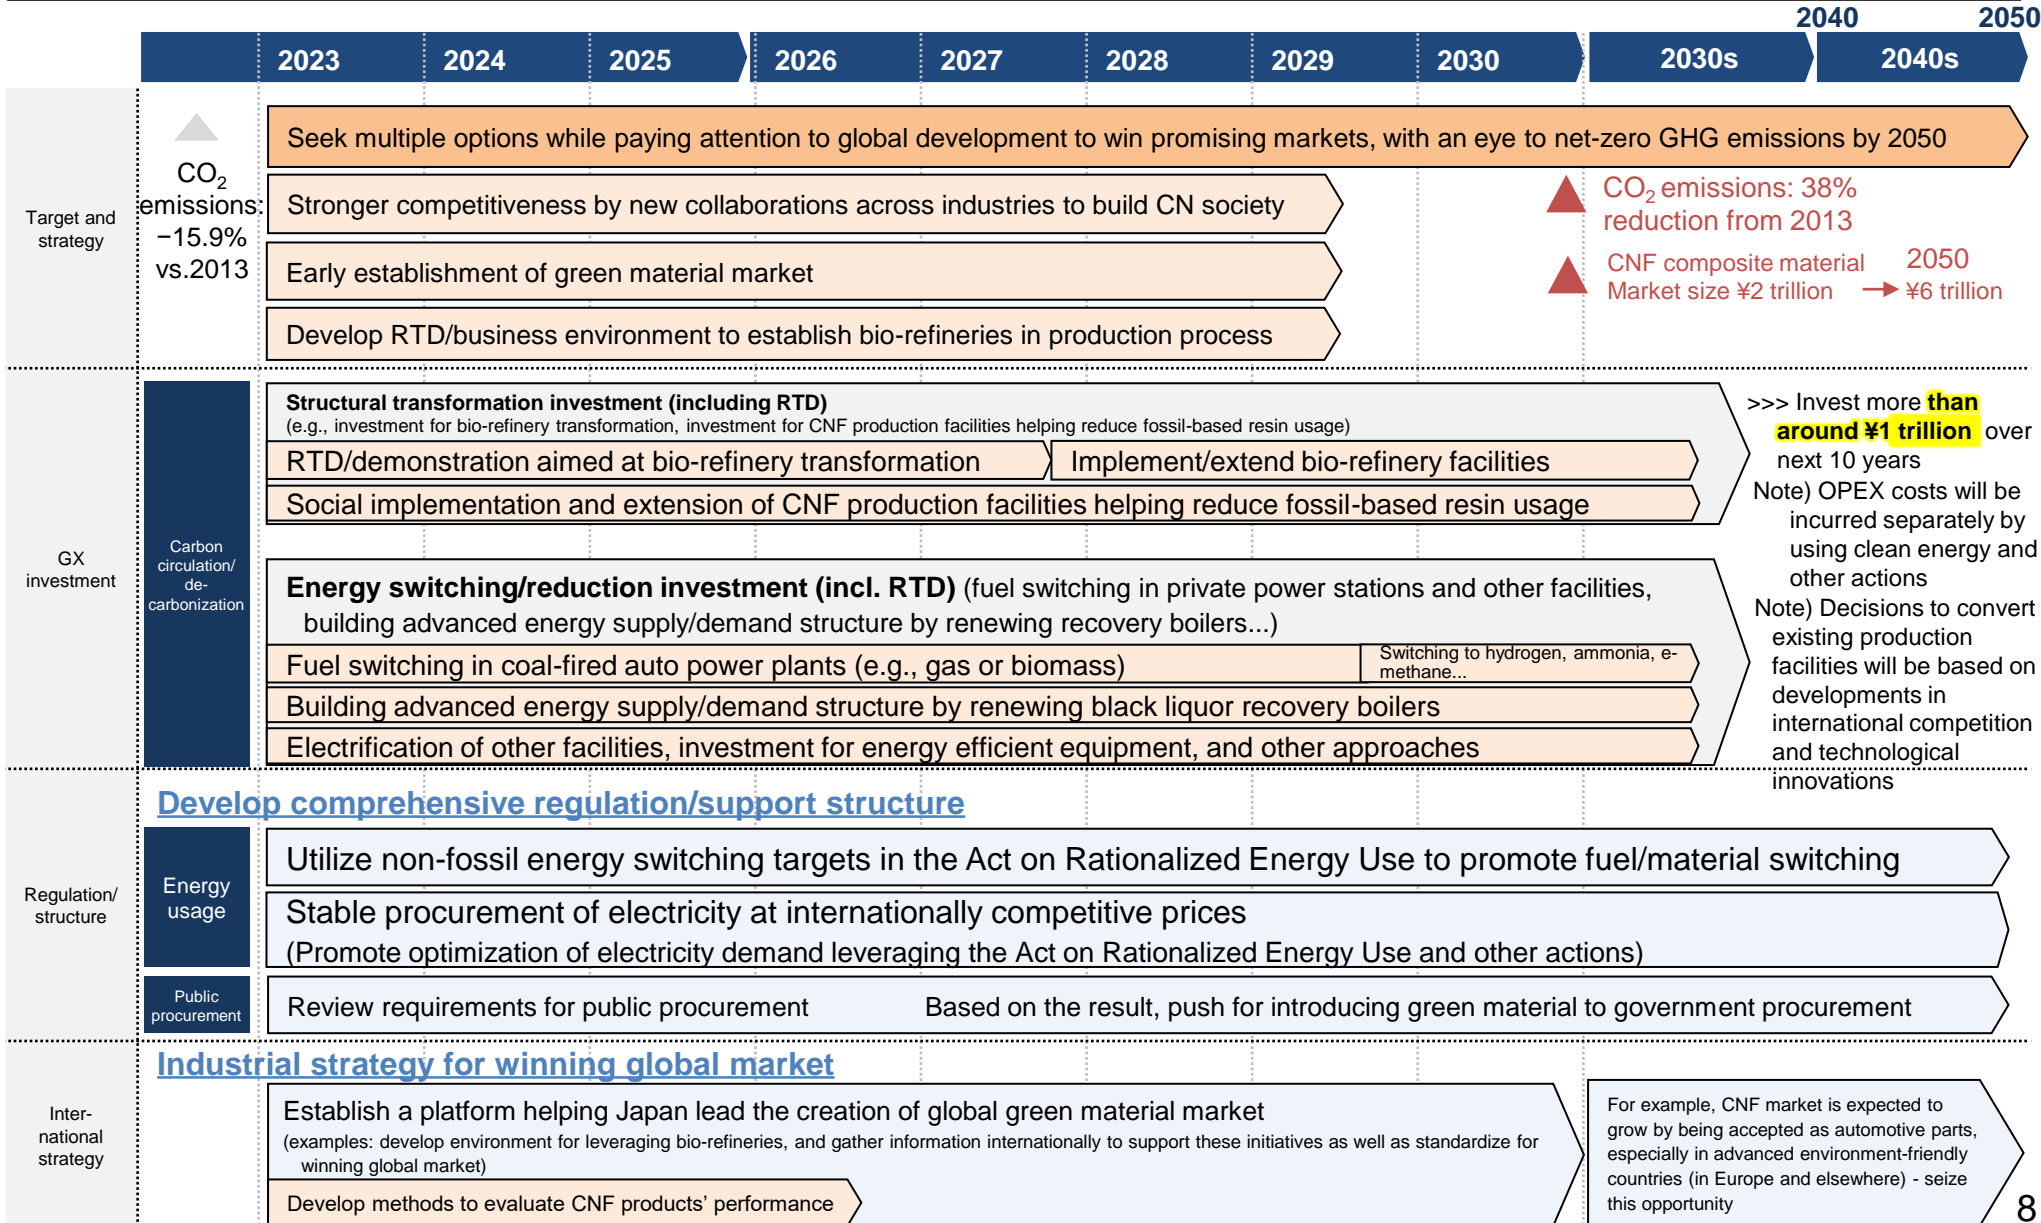 2040 2050
2023 2024 2025 2026 2027 2028 2029 2030 2030s 2040s
Target and
strategy
CO2
emissions:
−15.9%
vs.2013
Seek multiple options while paying attention to global development to win promising markets, with an eye to net-zero GHG emissions by 2050
Stronger competitiveness by new collaborations across industries to build CN society
Early establishment of green material market
Develop RTD/business environment to establish bio-refineries in production process
CO2 emissions: 38%
reduction from 2013
CNF composite material
Market size ¥2 trillion
2050
¥6 trillion
GX
investment
Carbon
circulation/
de-
carbonization
Structural transformation investment (including RTD)
(e.g., investment for bio-refinery transformation, investment for CNF production facilities helping reduce fossil-based resin usage)
RTD/demonstration aimed at bio-refinery transformation
Implement/extend bio-refinery facilities
Social implementation and extension of CNF production facilities helping reduce fossil-based resin usage
Energy switching/reduction investment (incl. RTD) (fuel switching in private power stations and other facilities,
building advanced energy supply/demand structure by renewing recovery boilers...)
Fuel switching in coal-fired auto power plants (e.g., gas or biomass)
Switching to hydrogen, ammonia, e-
methane...
Building advanced energy supply/demand structure by renewing black liquor recovery boilers
Electrification of other facilities, investment for energy efficient equipment, and other approaches
>>> Invest more than
around ¥1 trillion over
next 10 years
Note) OPEX costs will be
incurred separately by
using clean energy and
other actions
Note) Decisions to convert
existing production
facilities will be based on
developments in
international competition
and technological
innovations
Regulation/
structure
Develop comprehensive regulation/support structure
Energy
usage
Utilize non-fossil energy switching targets in the Act on Rationalized Energy Use to promote fuel/material switching
Stable procurement of electricity at internationally competitive prices
(Promote optimization of electricity demand leveraging the Act on Rationalized Energy Use and other actions)
Public
procurement
Review requirements for public procurement
Based on the result, push for introducing green material to government procurement
Inter-
national
strategy
Industrial strategy for winning global market
Establish a platform helping Japan lead the creation of global green material market
(examples: develop environment for leveraging bio-refineries, and gather information internationally to support these initiatives as well as standardize for
winning global market)
Develop methods to evaluate CNF products' performance
For example, CNF market is expected to
grow by being accepted as automotive parts,
especially in advanced environment-friendly
countries (in Europe and elsewhere) - seize
this opportunity
8